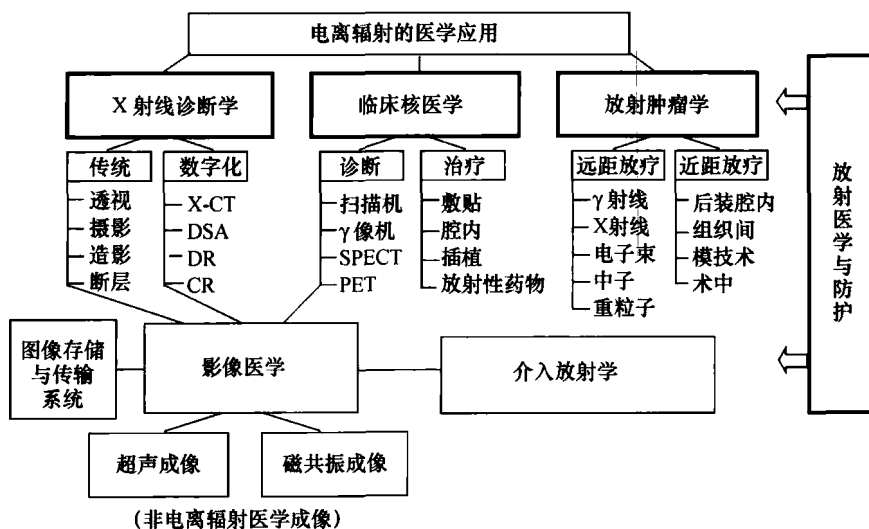 电离辐射的医学应用
X射线诊断学
临床核医学
放射肿瘤学
传统
透视
摄影
造影
断层
数字化
X-CT
DSA
DR
CR
诊断
扫描机
γ像机
SPECT
PET
治疗
敷贴
腔内
插植
放射性药物
远距放疗
γ射线
X射线
电子束
中子
重粒子
近距放疗
后装腔内
组织间
模技术
术中
放射医学与防护
图像存储
与传输
系统
影像医学
介入放射学
超声成像
磁共振成像
(非电离辐射医学成像)